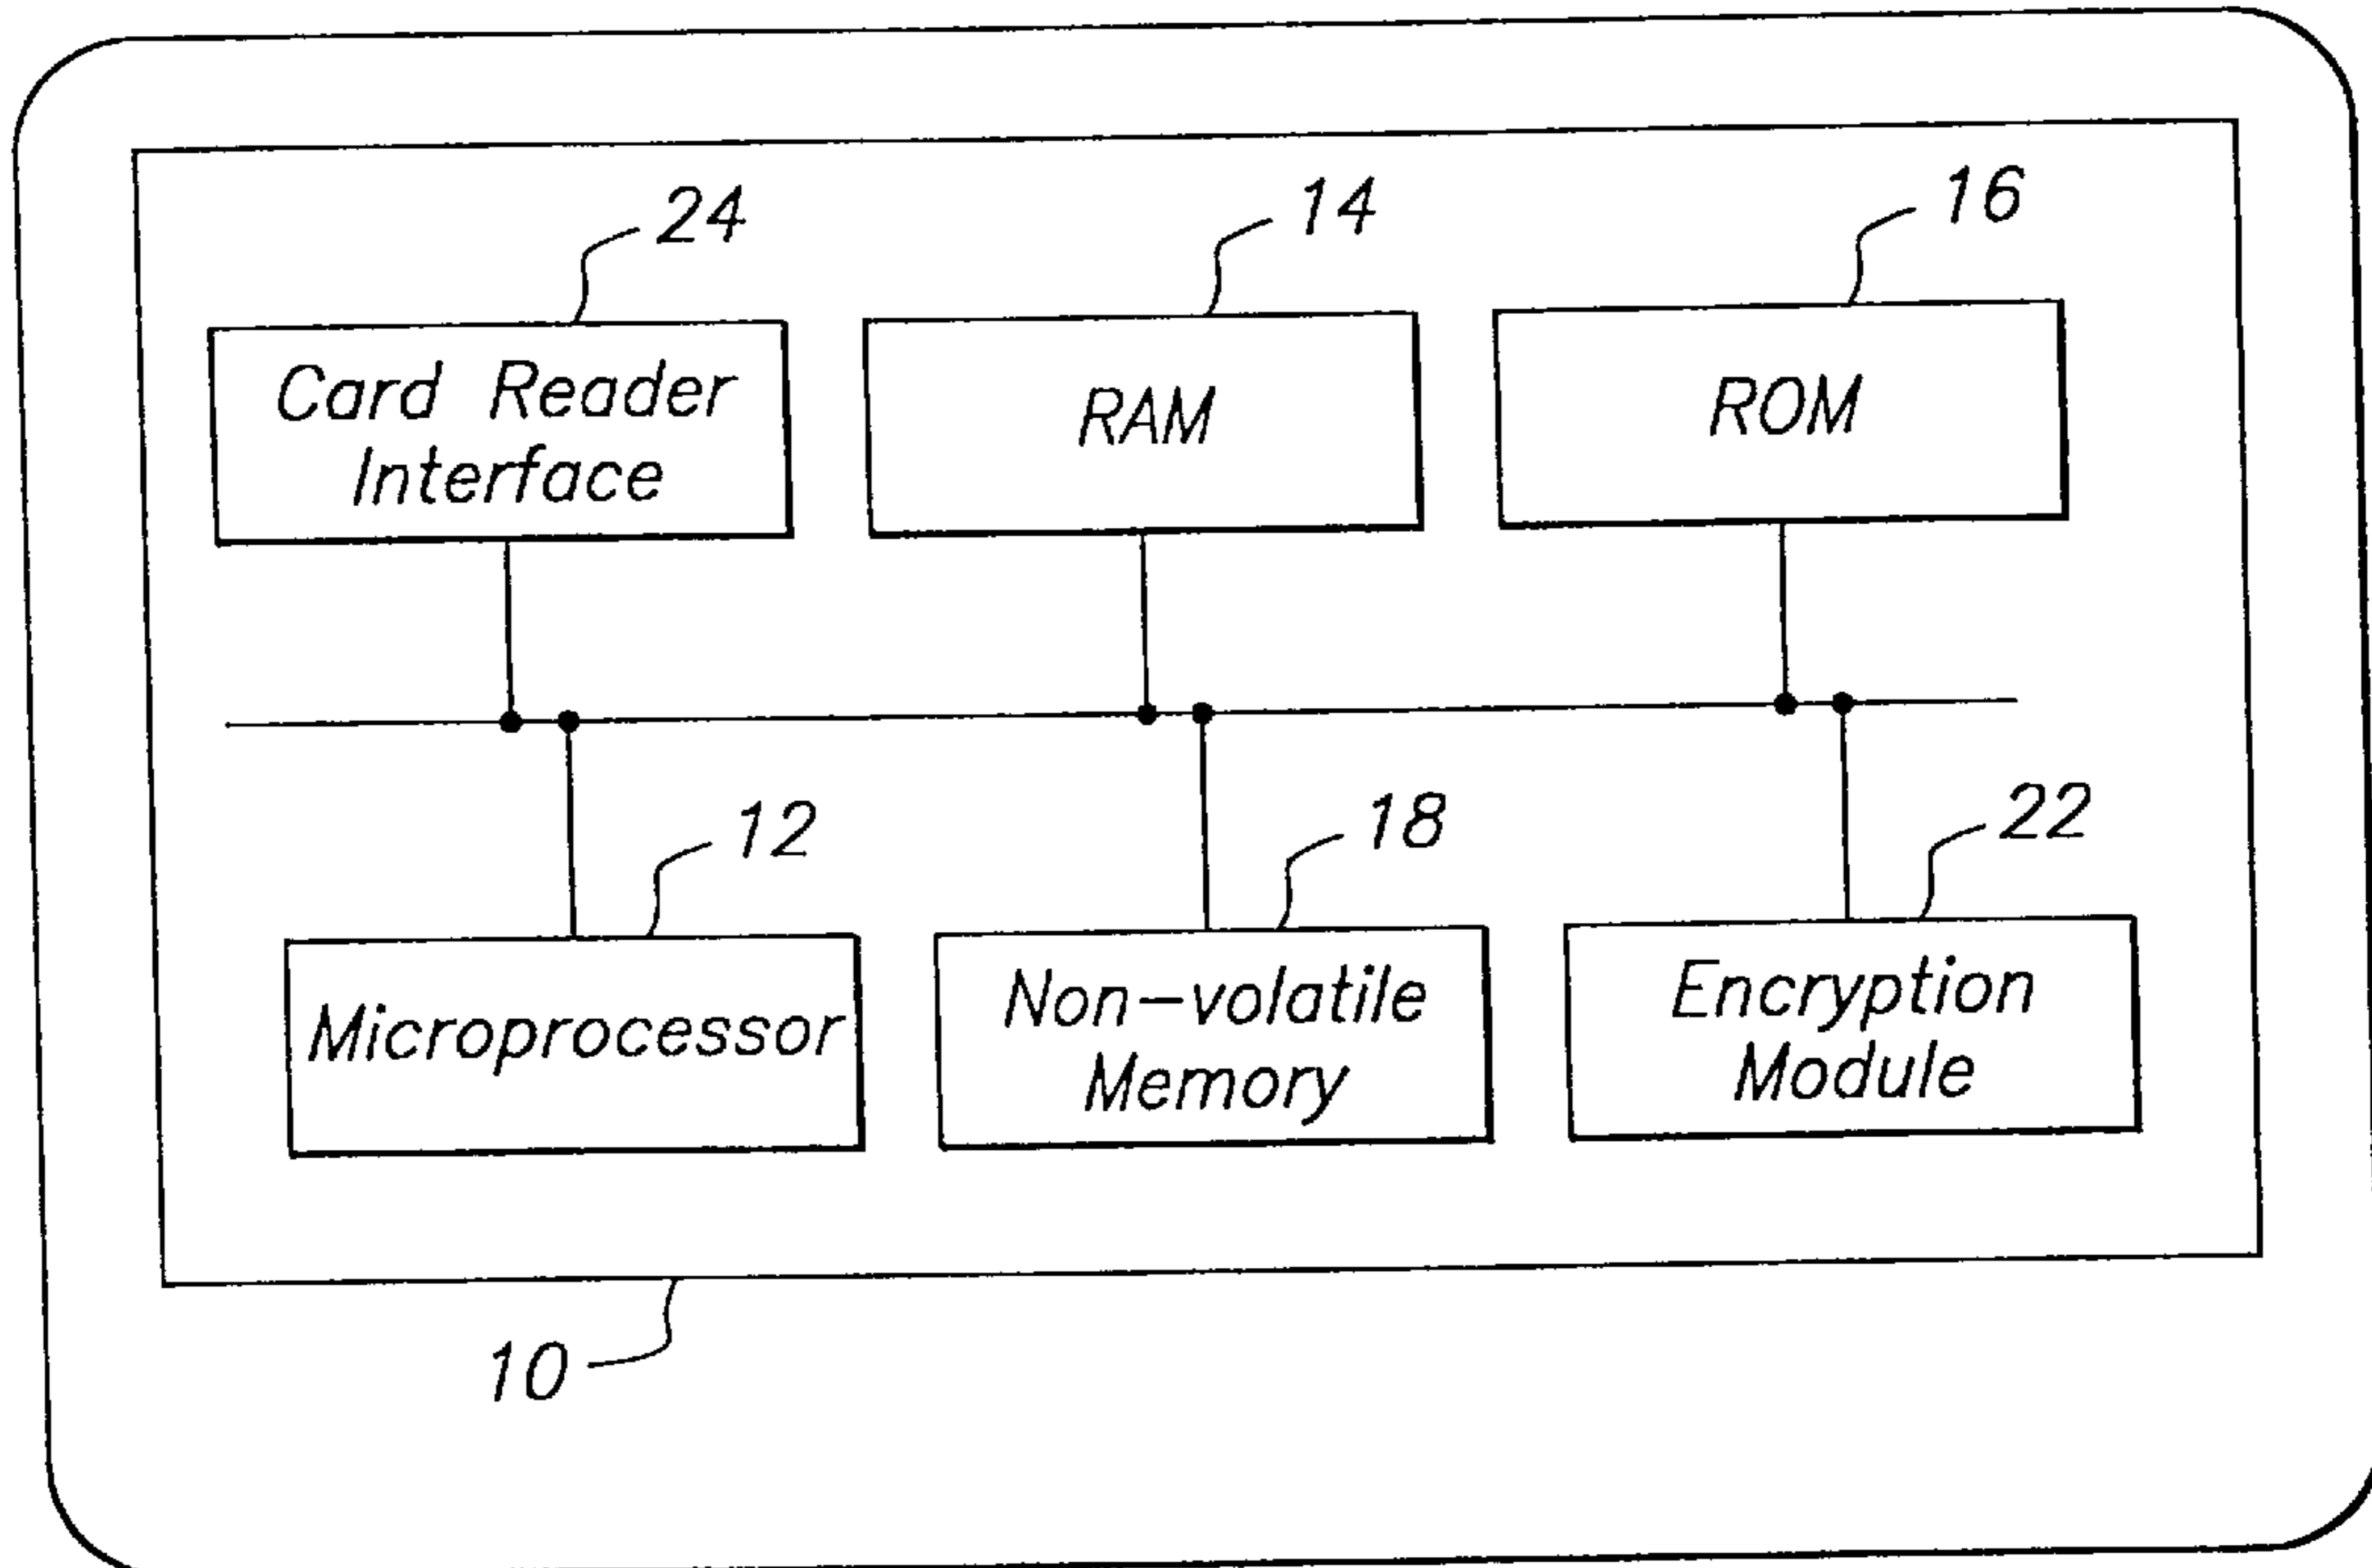 24
14
16
Card Reader
Interface
RAM
ROM
12
18
22
Microprocessor
Non-volatile
Memory
Encryption
Module
10